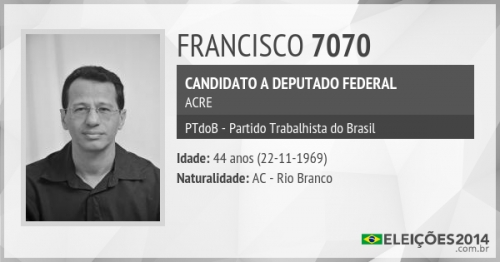 FRANCISCO 7070
CANDIDATO A DEPUTADO FEDERAL
ACRE
PTdoB - Partido Trabalhista do Brasil
Idade: 44 anos (22-11-1969)
Naturalidade: AC - Rio Branco
ELEIÇÕES2014
.com.br